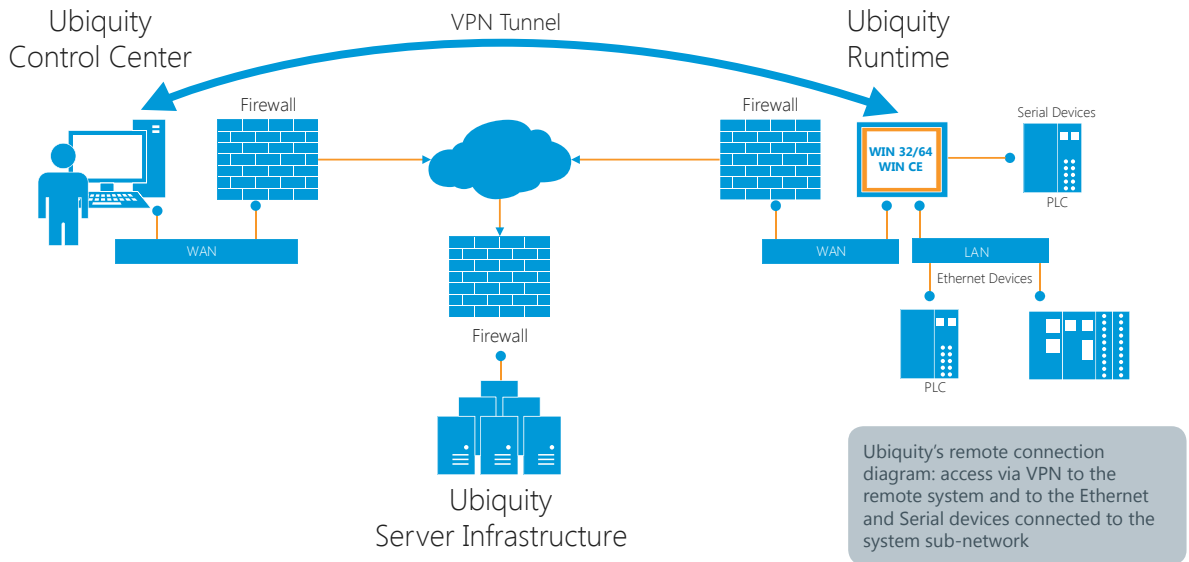 Ubiquity
Control Center
VPN Tunnel
Ubiquity
Runtime
Firewall
Firewall
Serial Devices
WIN 32/64
WIN CE
PLC
WAN
WAN
LAN
Ethernet Devices
Firewall
PLC
Ubiquity
Server Infrastructure
Ubiquity’s remote connection
diagram: access via VPN to the
remote system and to the Ethernet
and Serial devices connected to the
system sub-network